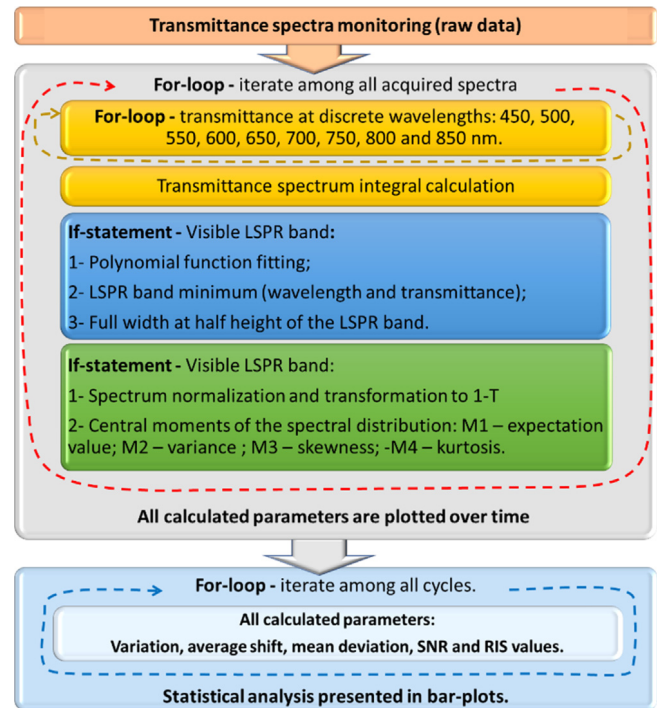 Transmittance spectra monitoring (raw data)
For-loop - iterate among all acquired spectra
For-loop - transmittance at discrete wavelengths: 450, 500,
550, 600, 650, 700, 750, 800 and 850 nm.
Transmittance spectrum integral calculation
If-statement - Visible LSPR band:
1- Polynomial function fitting;
2- LSPR band minimum (wavelength and transmittance);
3- Full width at half height of the LSPR band.
If-statement - Visible LSPR band:
1- Spectrum normalization and transformation to 1-T
2- Central moments of the spectral distribution: M1 – expectation
value; M2 – variance ; M3 – skewness; -M4 – kurtosis.
All calculated parameters are plotted over time
For-loop - iterate among all cycles.
All calculated parameters:
Variation, average shift, mean deviation, SNR and RIS values.
Statistical analysis presented in bar-plots.